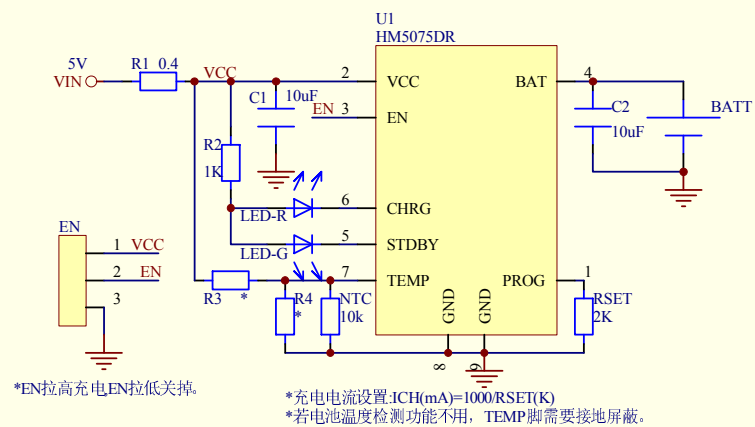 U1
HM5075DR
5V
VIN
R1 0.4
VCC
2
VCC
BAT
4
C1
10uF
EN
3
EN
C2
10uF
BATT
R2
1K
LED-R
6
CHRG
LED-G
5
STDBY
EN
1
VCC
2
EN
3
R3
*
7
TEMP
PROG
1
R4
*
NTC
10k
GND
GND
RSET
2K
8
9
*EN拉高充电,EN拉低关掉。
*充电电流设置:ICH(mA)=1000/RSET(K)
*若电池温度检测功能不用，TEMP脚需要接地屏蔽。